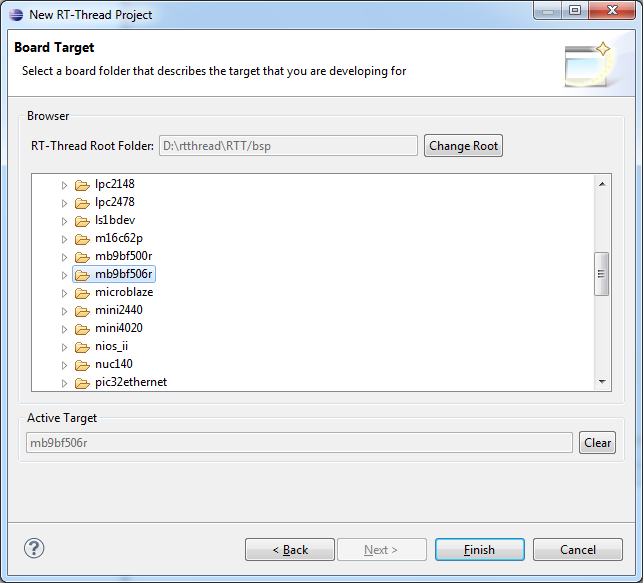 New RT-Thread Project
Board Target
Select a board folder that describes the target that you are developing for
Browser
RT-Thread Root Folder: D:\rtthread\RTT/bsp Change Root
lpc2148
lpc2478
ls1bdev
m16c62p
mb9bf500r
mb9bf506r
microblaze
mini2440
mini4020
nios_ii
nuc140
pic32ethernet
Active Target
mb9bf506r Clear
? < Back Next > Finish Cancel